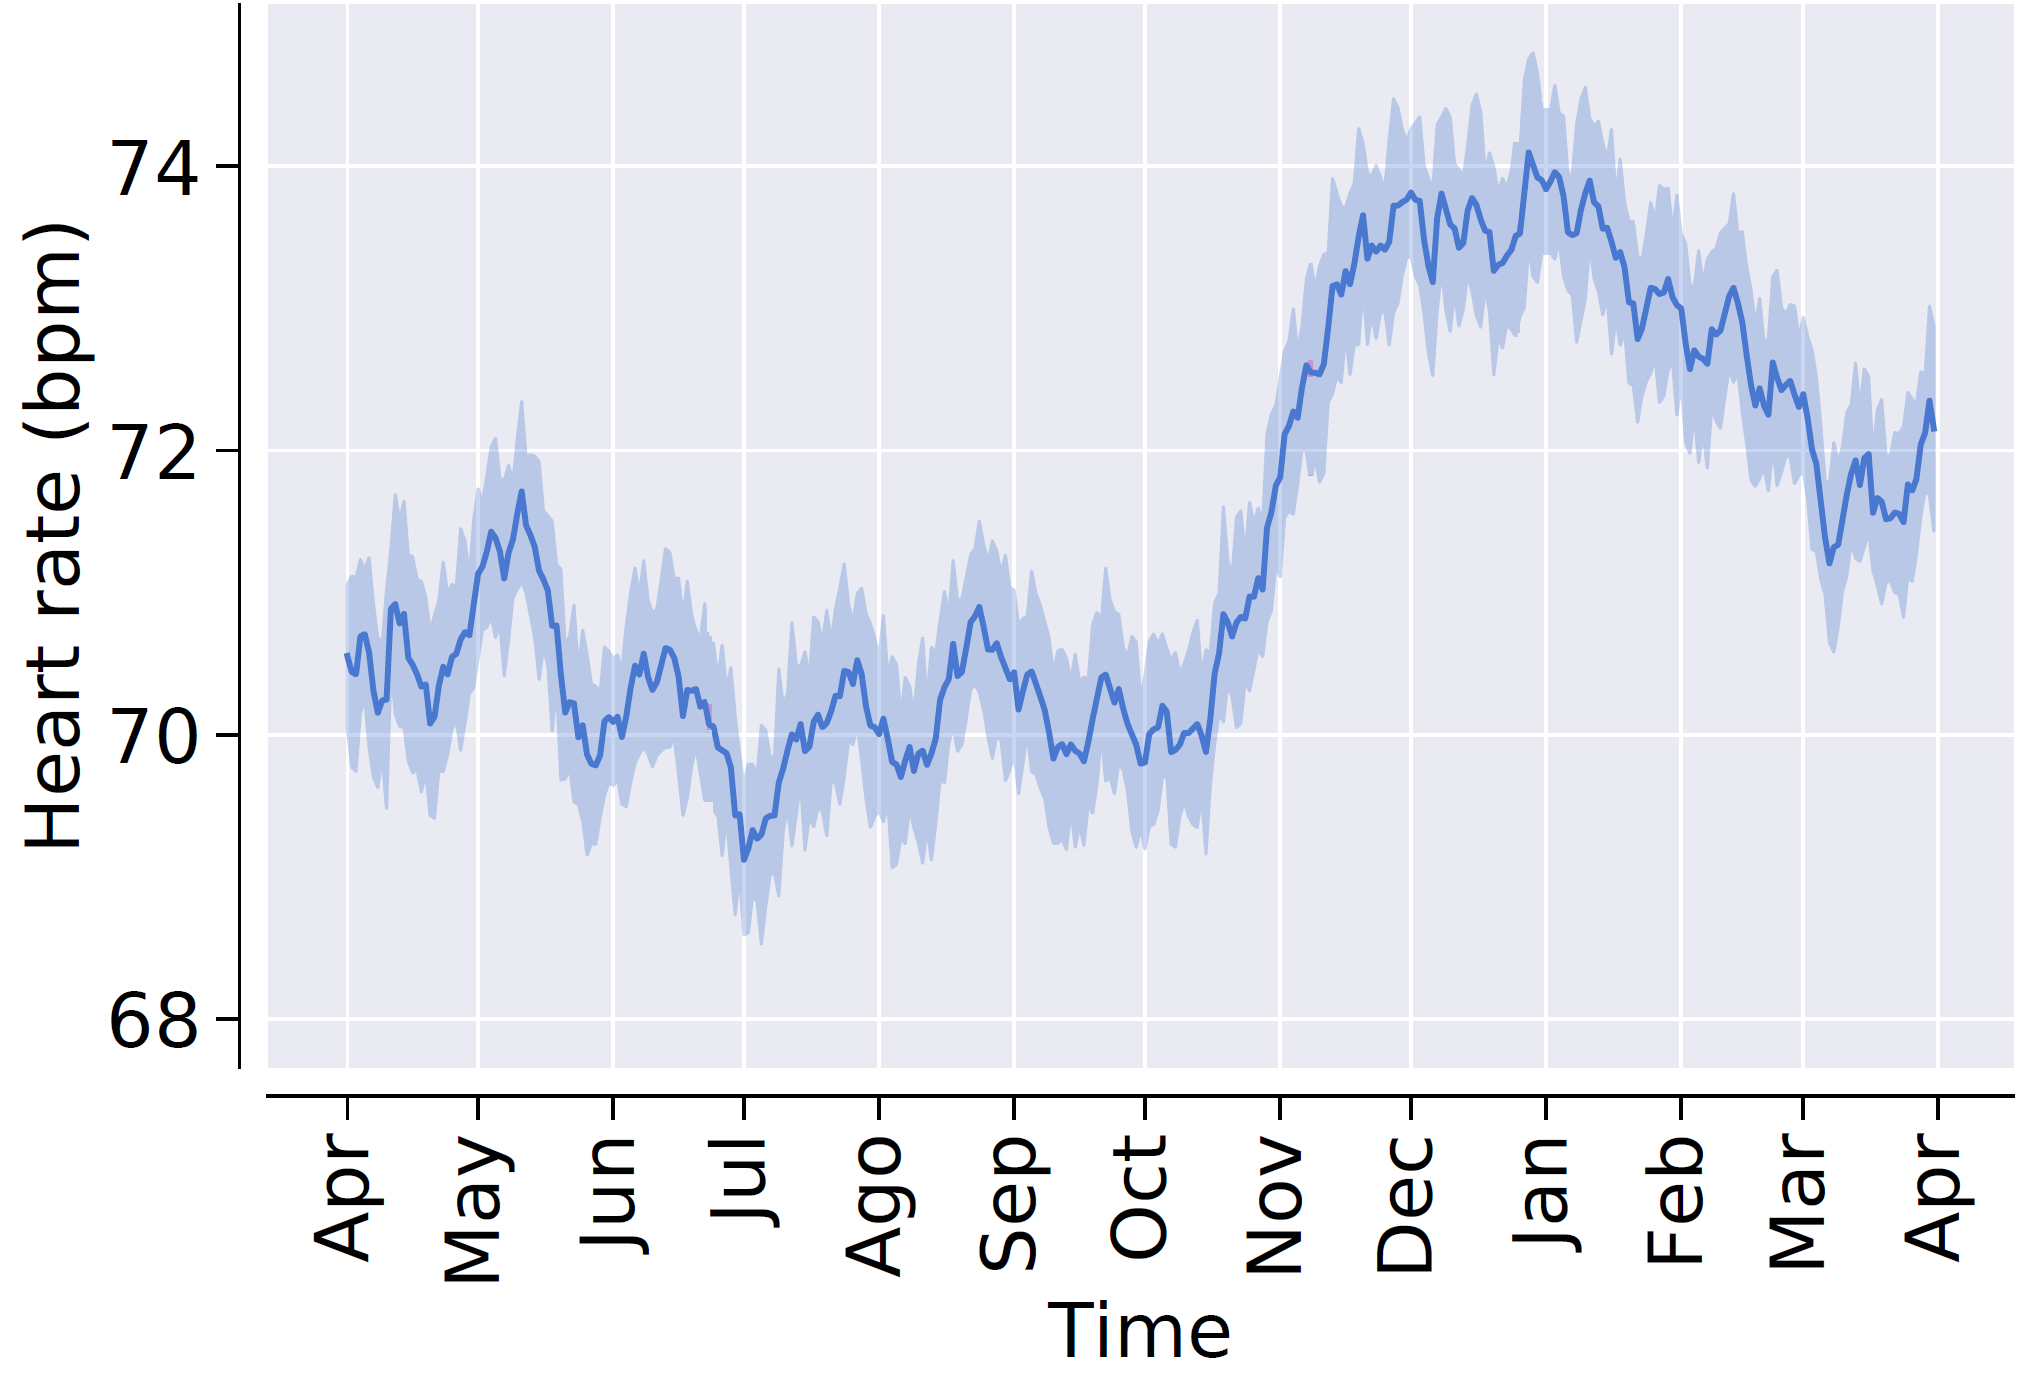 Heart rate (bpm)
74
72
70
68
Apr
May
Jun
Jul
Ago
Sep
Oct
Nov
Dec
Jan
Feb
Mar
Apr
Time